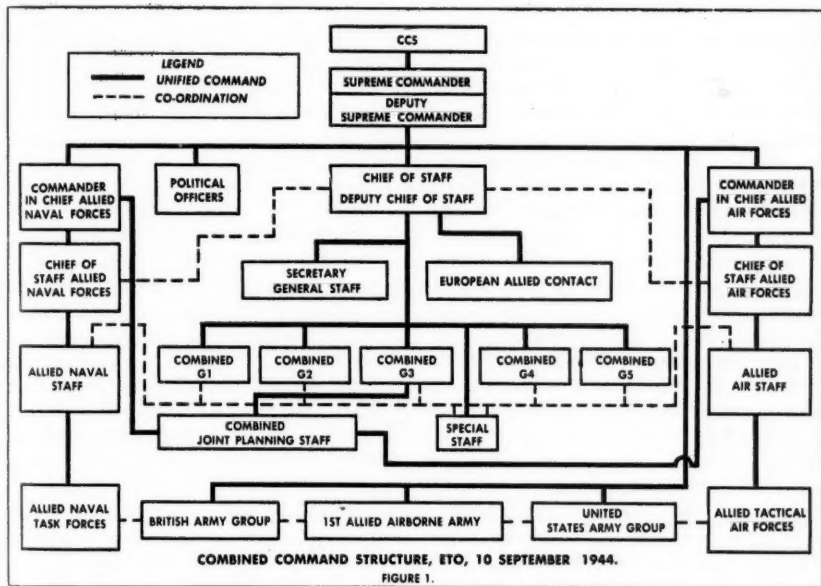 CCS
LEGEND
UNIFIED COMMAND
CO-ORDINATION
SUPREME COMMANDER
DEPUTY
SUPREME COMMANDER
COMMANDER
IN CHIEF ALLIED
NAVAL FORCES
POLITICAL
OFFICERS
CHIEF OF STAFF
DEPUTY CHIEF OF STAFF
COMMANDER
IN CHIEF ALLIED
AIR FORCES
CHIEF OF
STAFF ALLIED
NAVAL FORCES
SECRETARY
GENERAL STAFF
EUROPEAN ALLIED CONTACT
CHIEF OF
STAFF ALLIED
AIR FORCES
ALLIED NAVAL
STAFF
COMBINED
G1
COMBINED
G2
COMBINED
G3
COMBINED
G4
COMBINED
G5
ALLIED
AIR STAFF
COMBINED
JOINT PLANNING STAFF
SPECIAL
STAFF
ALLIED NAVAL
TASK FORCES
BRITISH ARMY GROUP
1ST ALLIED AIRBORNE ARMY
UNITED
STATES ARMY GROUP
ALLIED TACTICAL
AIR FORCES
COMBINED COMMAND STRUCTURE, ETO, 10 SEPTEMBER 1944.
FIGURE 1.